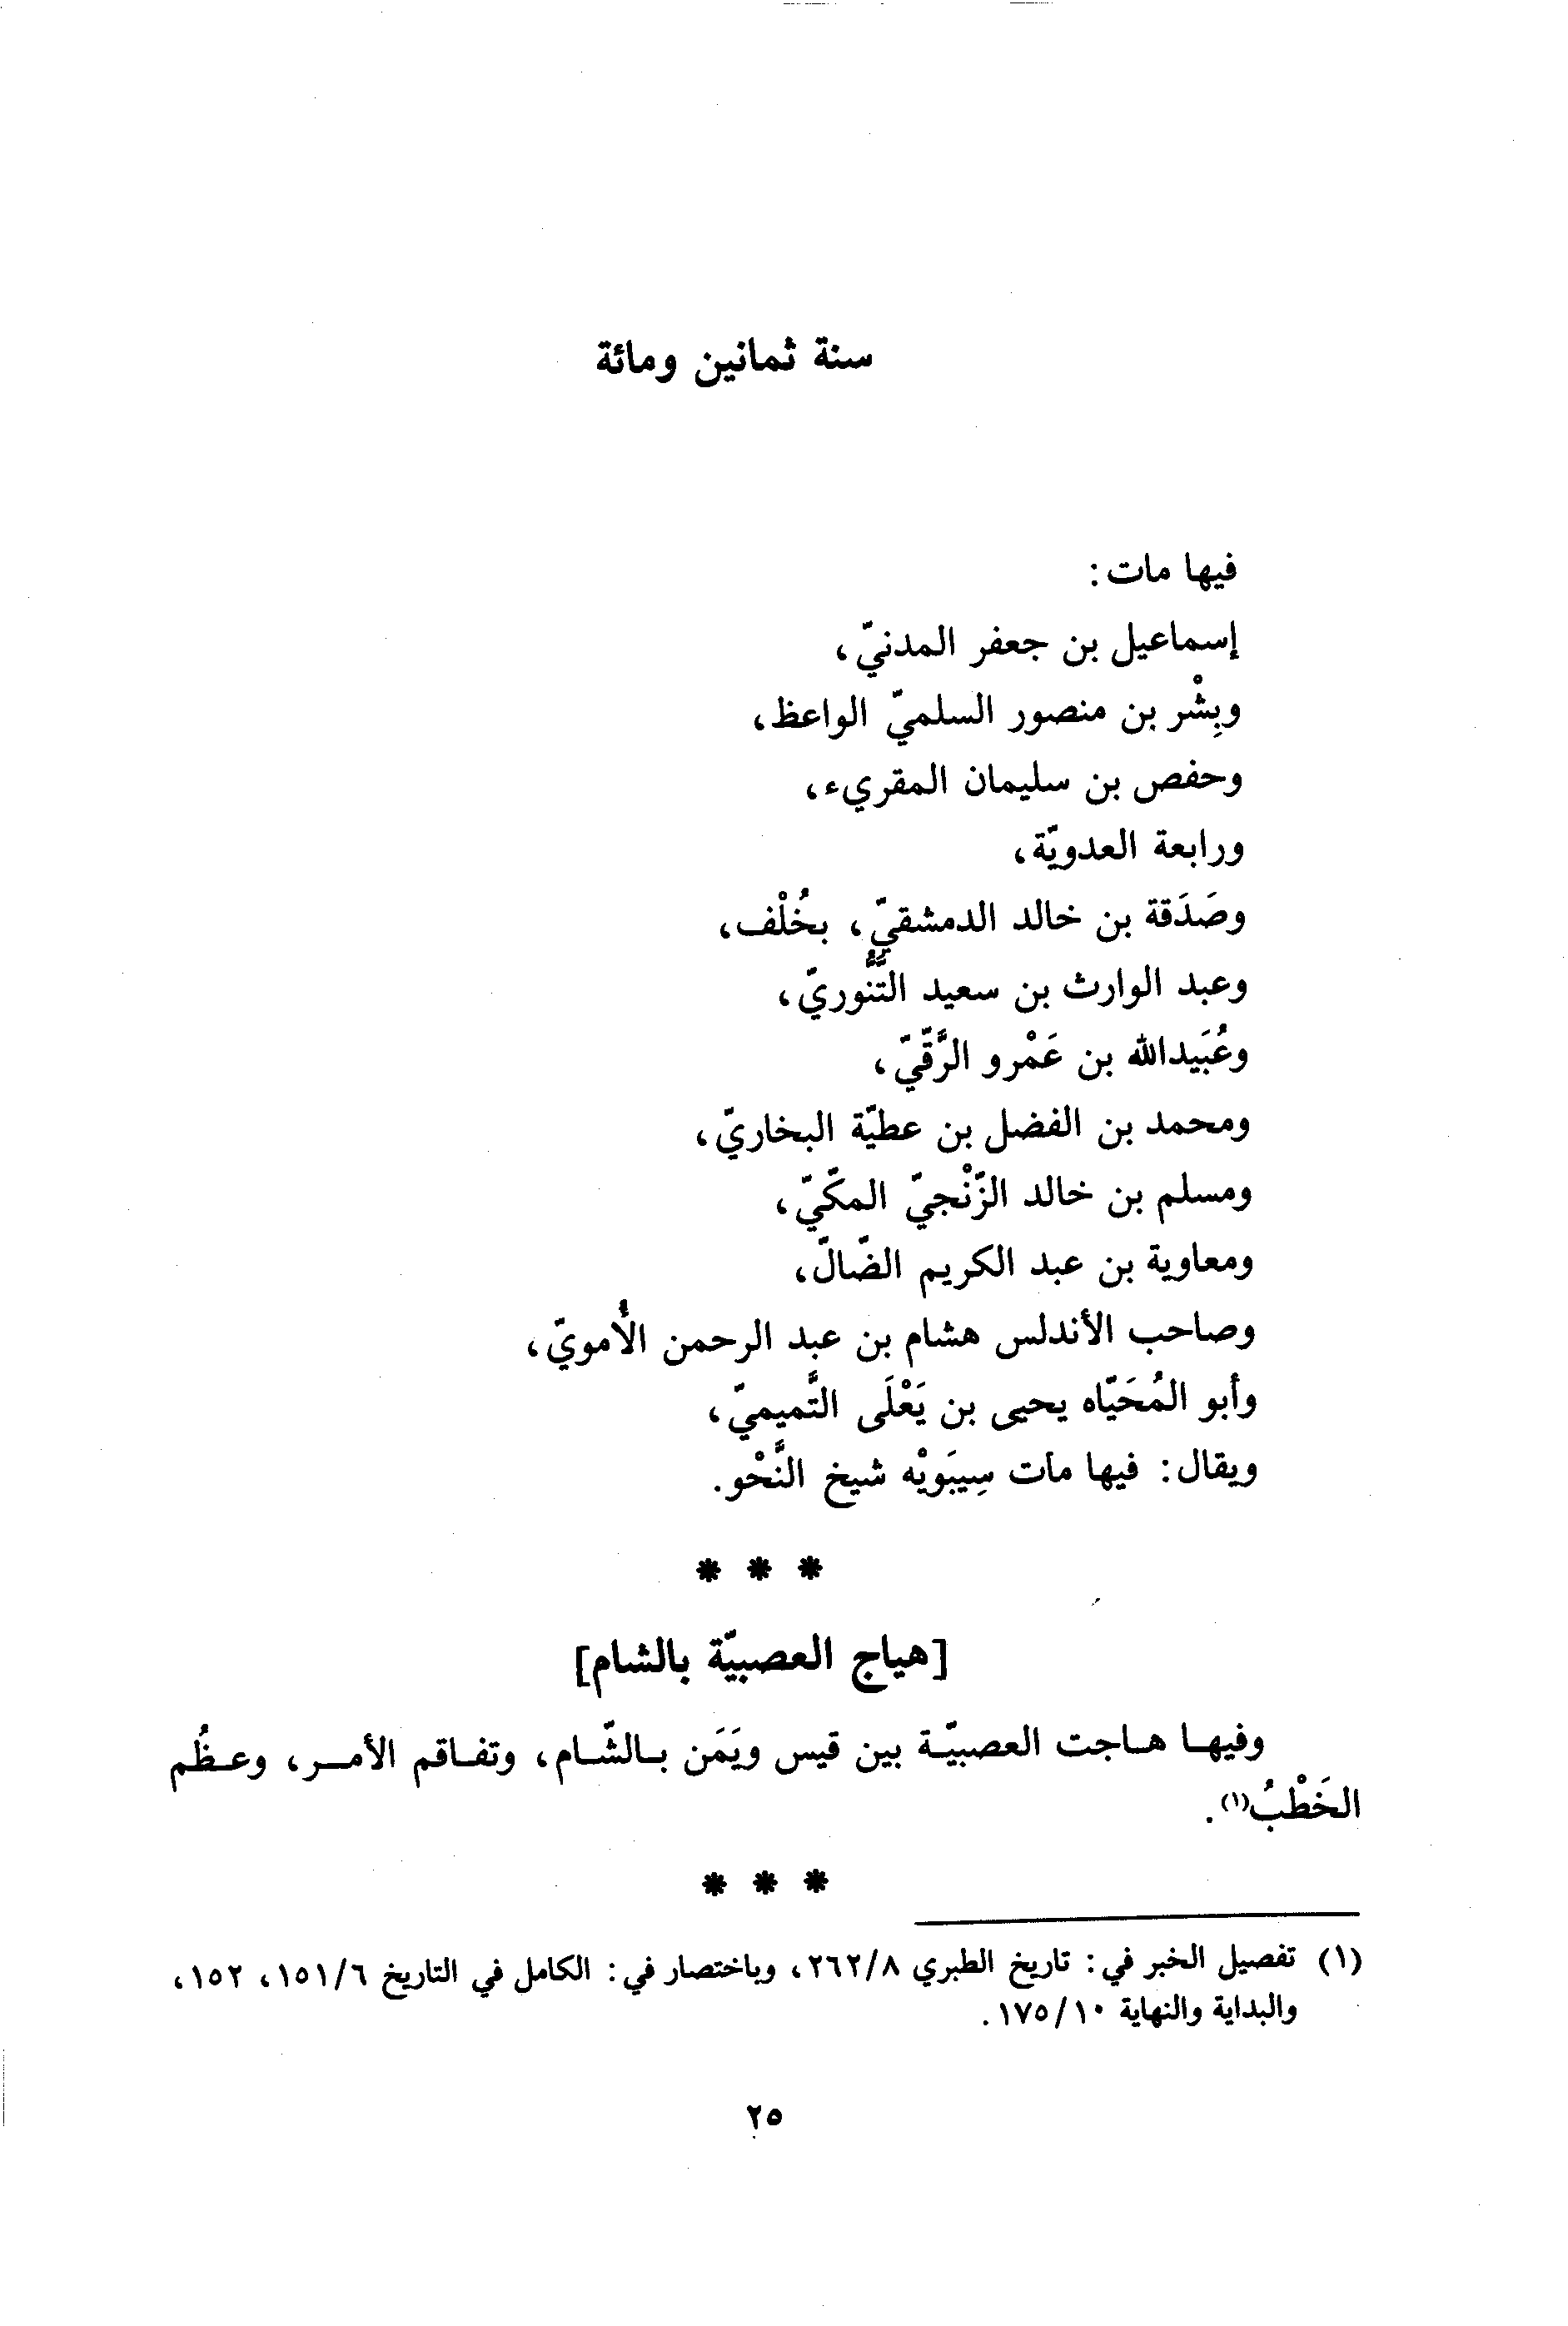 سنة ثمانين ومائة
فيها مات:
إسماعيل بن جعفر المدنيّ،
وبِشْر بن منصور السلميّ الواعظ،
وحفص بن سليمان المقريء،
ورابعة العدويّة،
وصَدَقة بن خالد الدمشقيّ، بخُلْف،
وعبد الوارث بن سعيد التَّنُّوريّ،
وعُبَيدالله بن عَمْرو الرَّقّيّ،
ومحمد بن الفضل بن عطيّة البخاريّ،
ومسلم بن خالد الزّنْجيّ المكّيّ،
ومعاوية بن عبد الكريم الضّالّ،
وصاحب الأندلس هشام بن عبد الرحمن الأُمويّ،
وأبو المُحَيّاه يحيى بن يَعْلَى التَّميميّ،
ويقال: فيها مات سِيبَويْه شيخ النَّحْو.
* * *
[هياج العصبيّة بالشام]
وفيها هاجت العصبيّة بين قيس ويَمَن بالشّام، وتفاقم الأمر، وعظُم
الخَطْبُ(١).
* * *
(١) تفصيل الخبر في: تاريخ الطبري ٢٦٢/٨، وباختصار في: الكامل في التاريخ ١٥١/٦، ١٥٢،
والبداية والنهاية ١٧٥/١٠.
٢٥